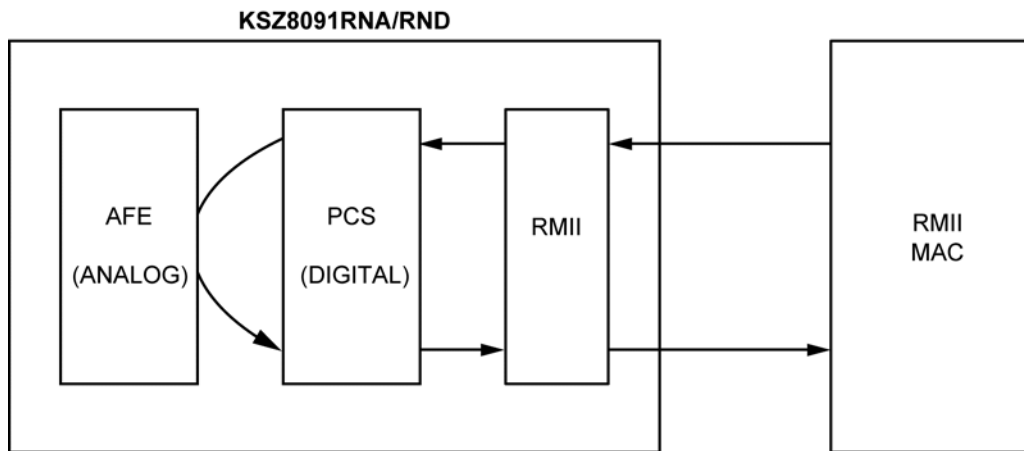 KSZ8091RNA/RND
AFE
(ANALOG)
PCS
(DIGITAL)
RMII
RMII
MAC